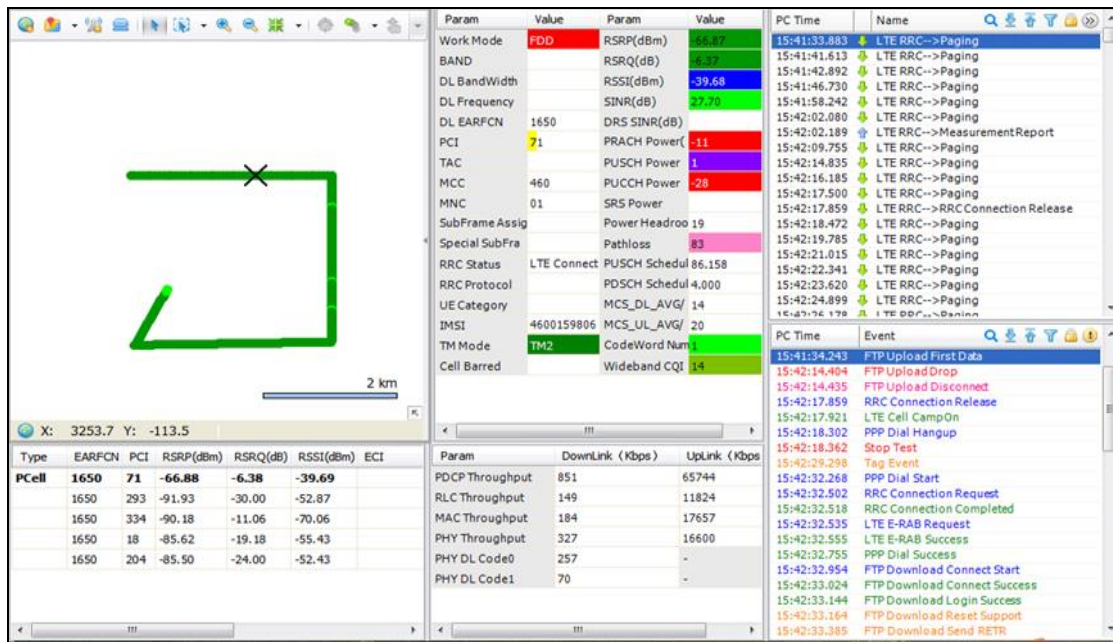 Param Value Param Value
Work Mode FDD RSRP(dBm) -66.87
BAND RSRQ(dB) -6.37
DL BandWidth RSSI(dBm) -39.68
DL Frequency SINR(dB) 27.70
DL EARFCN 1650 DRS SINR(dB)
PCI 71 PRACH Power( -11
TAC PUSCH Power 1
MCC 460 PUCCH Power -28
MNC 01 SRS Power
SubFrame Assig Power Headroo 19
Special SubFra Pathloss 83
RRC Status LTE Connect PUSCH Schedul 86.158
RRC Protocol PDSCH Schedul 4.000
UE Category MCS_DL_AVG/ 14
IMSI 4600159806 MCS_UL_AVG/ 20
TM Mode TM2 CodeWord Num 1
Cell Barred Wideband CQI 14
2 km
X: 3253.7 Y: -113.5
Type EARFCN PCI RSRP(dBm) RSRQ(dB) RSSI(dBm) ECI
PCell 1650 71 -66.88 -6.38 -39.69
1650 293 -91.93 -30.00 -52.87
1650 334 -90.18 -11.06 -70.06
1650 18 -85.62 -19.18 -55.43
1650 204 -85.50 -24.00 -52.43
Param DownLink (Kbps) UpLink (Kbps
PDCP Throughput 851 65744
RLC Throughput 149 11824
MAC Throughput 184 17657
PHY Throughput 327 16600
PHY DL Code0 257 -
PHY DL Code1 70 -
PC Time Name
15:41:33.883 LTE RRC-->Paging
15:41:41.613 LTE RRC-->Paging
15:41:42.892 LTE RRC-->Paging
15:41:46.730 LTE RRC-->Paging
15:41:58.242 LTE RRC-->Paging
15:42:02.080 LTE RRC-->Paging
15:42:02.189 LTE RRC-->MeasurementReport
15:42:09.755 LTE RRC-->Paging
15:42:14.835 LTE RRC-->Paging
15:42:16.185 LTE RRC-->Paging
15:42:17.500 LTE RRC-->Paging
15:42:17.859 LTE RRC-->RRC Connection Release
15:42:18.472 LTE RRC-->Paging
15:42:19.785 LTE RRC-->Paging
15:42:21.015 LTE RRC-->Paging
15:42:22.341 LTE RRC-->Paging
15:42:23.620 LTE RRC-->Paging
15:42:24.899 LTE RRC-->Paging
15:42:26.178 LTE RRC-->Paging
PC Time Event
15:41:34.243 FTP Upload First Data
15:42:14.404 FTP Upload Drop
15:42:14.435 FTP Upload Disconnect
15:42:17.859 RRC Connection Release
15:42:17.921 LTE Cell CampOn
15:42:18.302 PPP Dial Hangup
15:42:18.362 Stop Test
15:42:29.298 Tag Event
15:42:32.268 PPP Dial Start
15:42:32.502 RRC Connection Request
15:42:32.518 RRC Connection Completed
15:42:32.535 LTE E-RAB Request
15:42:32.555 LTE E-RAB Success
15:42:32.755 PPP Dial Success
15:42:32.954 FTP Download Connect Start
15:42:33.024 FTP Download Connect Success
15:42:33.144 FTP Download Login Success
15:42:33.164 FTP Download Reset Support
15:42:33.385 FTP Download Send RETR